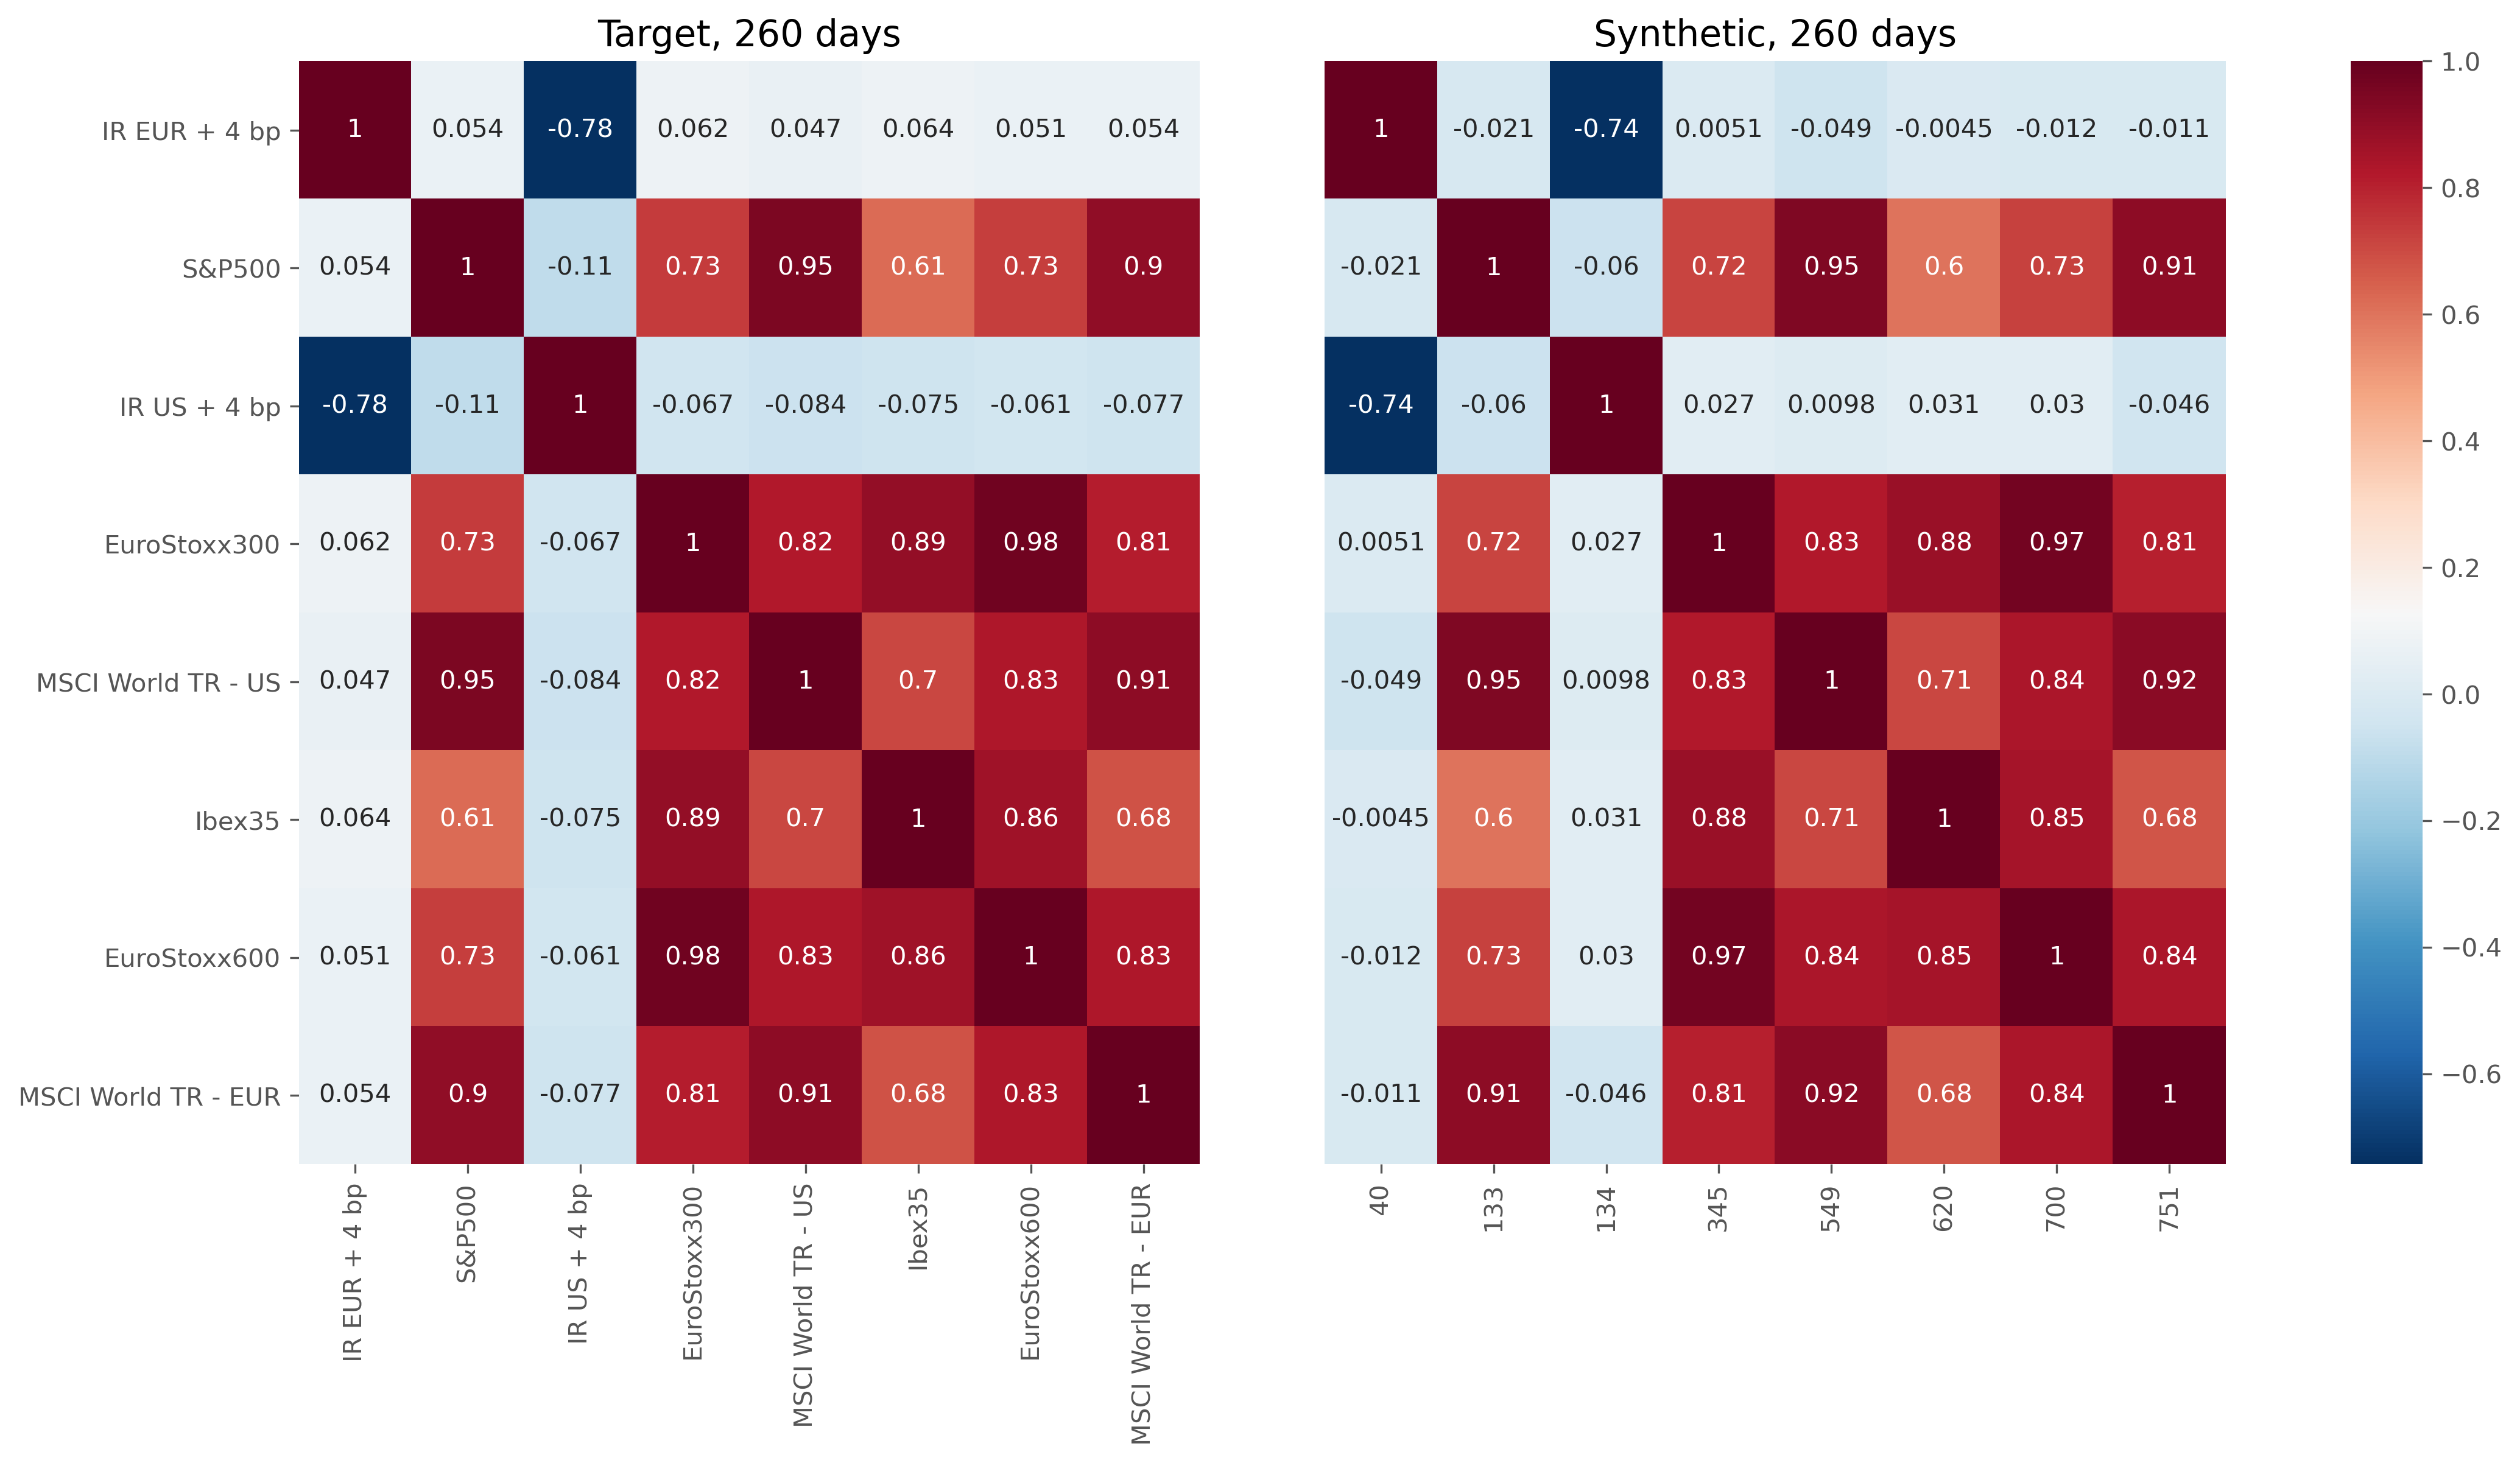 Target, 260 days
Synthetic, 260 days
IR EUR + 4 bp 1 0.054 -0.78 0.062 0.047 0.064 0.051 0.054
S&P500 0.054 1 -0.11 0.73 0.95 0.61 0.73 0.9
IR US + 4 bp -0.78 -0.11 1 -0.067 -0.084 -0.075 -0.061 -0.077
EuroStoxx300 0.062 0.73 -0.067 1 0.82 0.89 0.98 0.81
MSCI World TR - US 0.047 0.95 -0.084 0.82 1 0.7 0.83 0.91
Ibex35 0.064 0.61 -0.075 0.89 0.7 1 0.86 0.68
EuroStoxx600 0.051 0.73 -0.061 0.98 0.83 0.86 1 0.83
MSCI World TR - EUR 0.054 0.9 -0.077 0.81 0.91 0.68 0.83 1
IR EUR + 4 bp
S&P500
IR US + 4 bp
EuroStoxx300
MSCI World TR - US
Ibex35
EuroStoxx600
MSCI World TR - EUR
1 -0.021 -0.74 0.0051 -0.049 -0.0045 -0.012 -0.011
-0.021 1 -0.06 0.72 0.95 0.6 0.73 0.91
-0.74 -0.06 1 0.027 0.0098 0.031 0.03 -0.046
0.0051 0.72 0.027 1 0.83 0.88 0.97 0.81
-0.049 0.95 0.0098 0.83 1 0.71 0.84 0.92
-0.0045 0.6 0.031 0.88 0.71 1 0.85 0.68
-0.012 0.73 0.03 0.97 0.84 0.85 1 0.84
-0.011 0.91 -0.046 0.81 0.92 0.68 0.84 1
40
133
134
345
549
620
700
751
1.0
0.8
0.6
0.4
0.2
0.0
−0.2
−0.4
−0.6